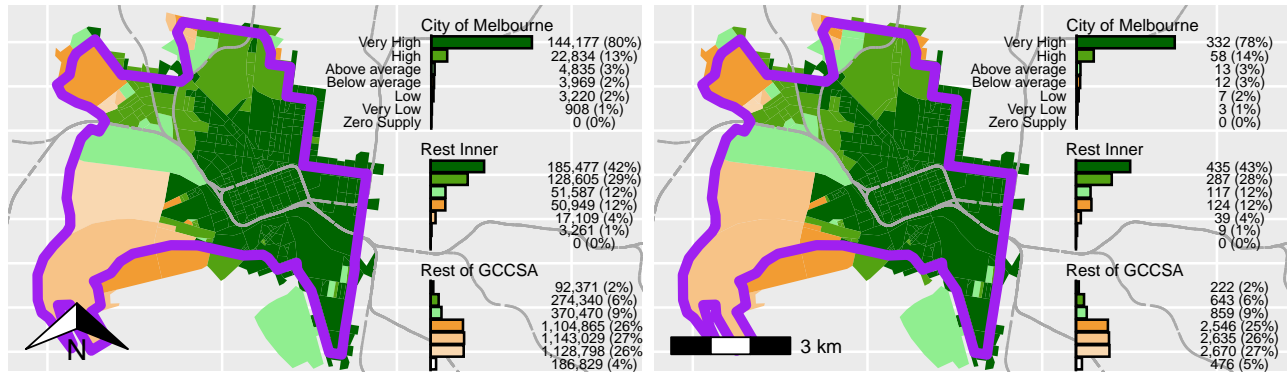 City of Melbourne
Very High 144,177 (80%)
High 22,834 (13%)
Above average 4,835 (3%)
Below average 3,969 (2%)
Low 3,220 (2%)
Very Low 908 (1%)
Zero Supply 0 (0%)
Rest Inner
185,477 (42%)
128,605 (29%)
51,587 (12%)
50,949 (12%)
17,109 (4%)
3,261 (1%)
0 (0%)
Rest of GCCSA
92,371 (2%)
274,340 (6%)
370,470 (9%)
1,104,865 (26%
1,143,029 (27%
1,128,798 (26%
186,829 (4%)
N
City of Melbourne
Very High 332 (78%)
High 58 (14%)
Above average 13 (3%)
Below average 12 (3%)
Low 7 (2%)
Very Low 3 (1%)
Zero Supply 0 (0%)
Rest Inner
435 (43%)
287 (28%)
117 (12%)
124 (12%)
39 (4%)
9 (1%)
0 (0%)
Rest of GCCSA
222 (2%)
643 (6%)
859 (9%)
2,546 (25%)
2,635 (26%)
2,670 (27%)
476 (5%)
3 km